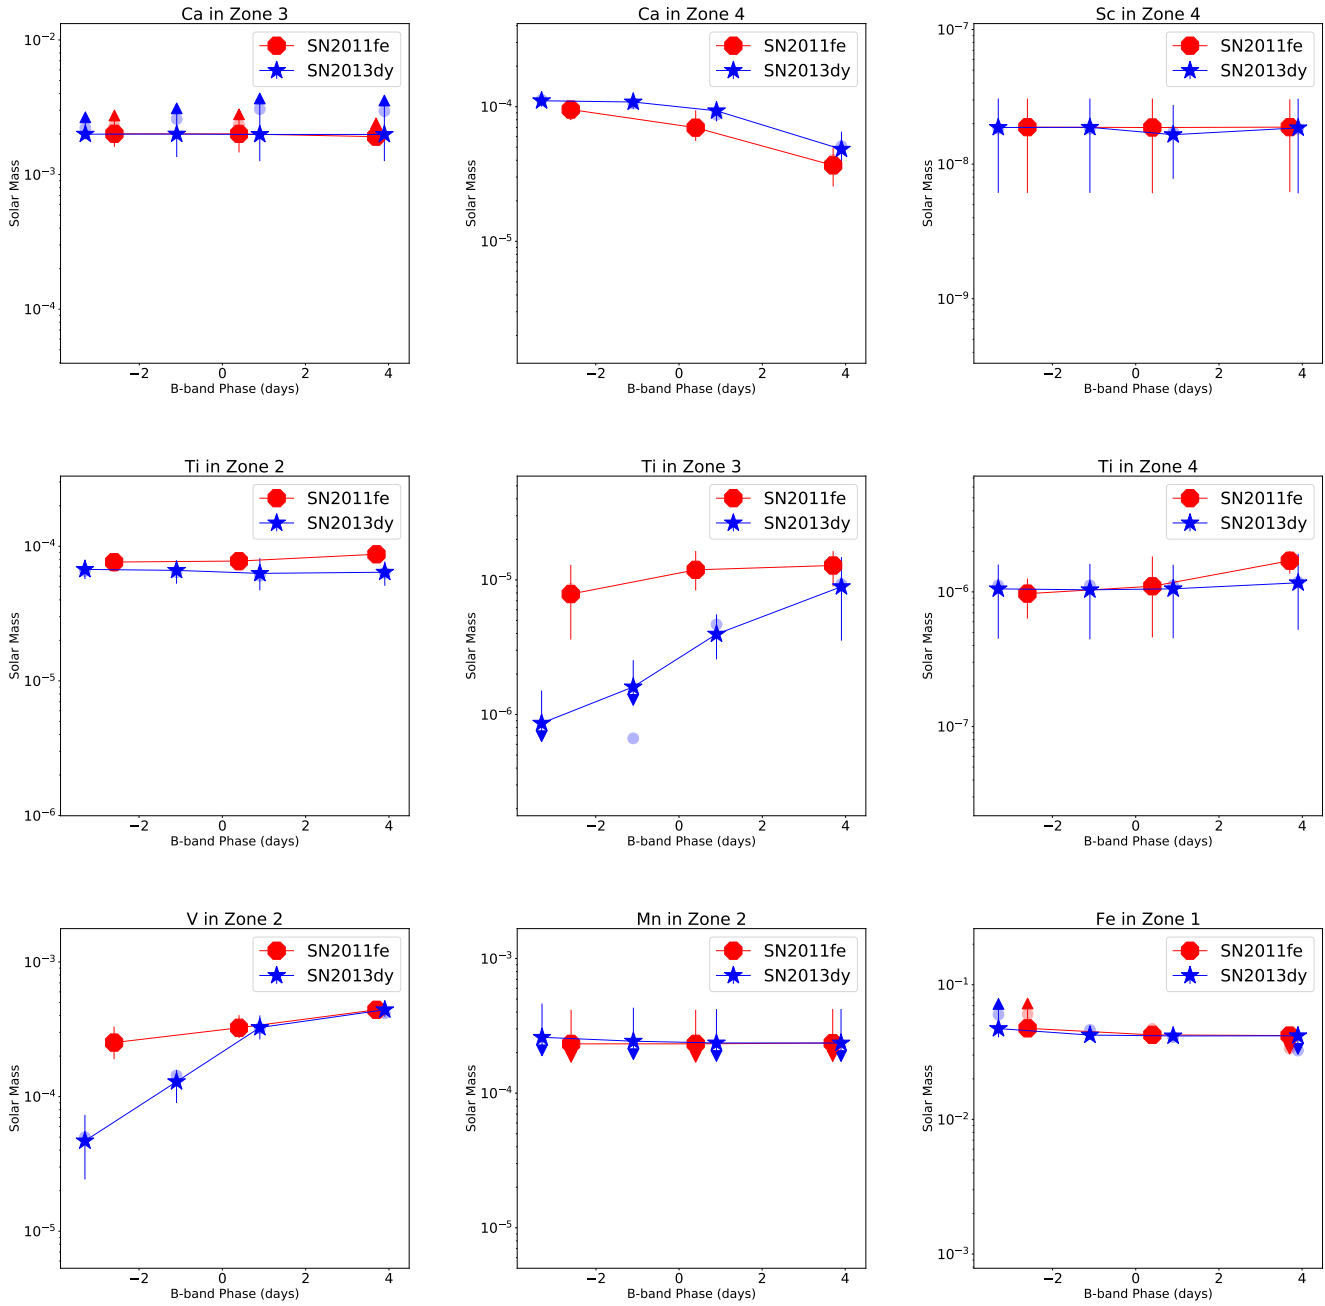 Ca in Zone 3
SN2011fe
SN2013dy
10⁻²
10⁻³
10⁻⁴
Solar Mass
−2 0 2 4
B-band Phase (days)
Ca in Zone 4
SN2011fe
SN2013dy
10⁻⁴
10⁻⁵
Solar Mass
−2 0 2 4
B-band Phase (days)
Sc in Zone 4
SN2011fe
SN2013dy
10⁻⁷
10⁻⁸
10⁻⁹
Solar Mass
−2 0 2 4
B-band Phase (days)
Ti in Zone 2
SN2011fe
SN2013dy
10⁻⁴
10⁻⁵
10⁻⁶
Solar Mass
−2 0 2 4
B-band Phase (days)
Ti in Zone 3
SN2011fe
SN2013dy
10⁻⁵
10⁻⁶
Solar Mass
−2 0 2 4
B-band Phase (days)
Ti in Zone 4
SN2011fe
SN2013dy
10⁻⁶
10⁻⁷
Solar Mass
−2 0 2 4
B-band Phase (days)
V in Zone 2
SN2011fe
SN2013dy
10⁻³
10⁻⁴
10⁻⁵
Solar Mass
−2 0 2 4
B-band Phase (days)
Mn in Zone 2
SN2011fe
SN2013dy
10⁻³
10⁻⁴
10⁻⁵
Solar Mass
−2 0 2 4
B-band Phase (days)
Fe in Zone 1
SN2011fe
SN2013dy
10⁻¹
10⁻²
10⁻³
Solar Mass
−2 0 2 4
B-band Phase (days)